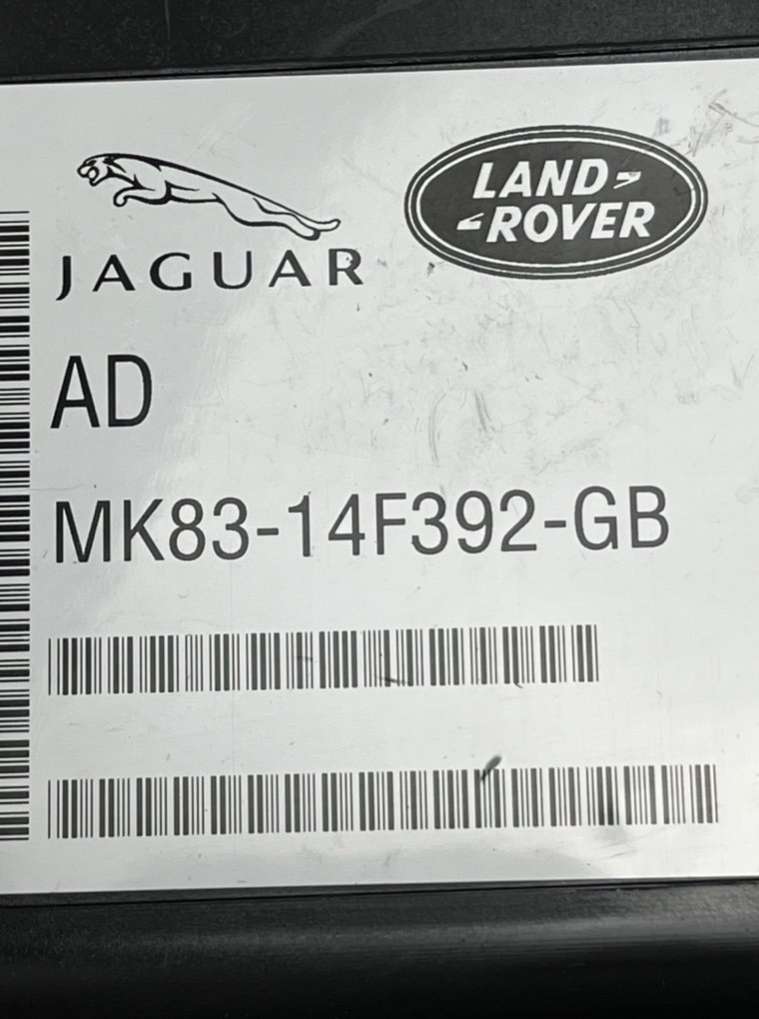 JAGUAR
LAND
ROVER
AD
MK83-14F392-GB